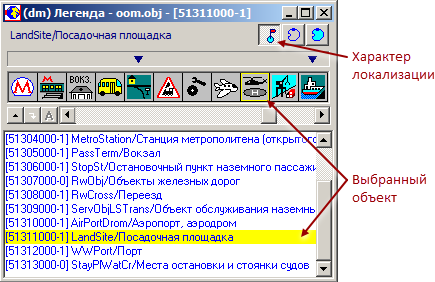 (dm) Легенда - oom.obj - [51311000-1]
LandSite/Посадочная площадка
Характер
локализации
М
ВОКЗ.
H
A
[51304000-1] MetroStation/Станция метрополитена (открытого
[51305000-1] PassTerm/Вокзал
[51306000-1] StopSt/Остановочный пункт наземного пассажи
[51307000-0] RwObj/Объекты железных дорог
[51308000-1] RwCross/Переезд
[51309000-1] ServObjLSTrans/Объект обслуживания наземнь
[51310000-1] AirPortDrom/Аэропорт, аэродром
[51311000-1] LandSite/Посадочная площадка
[51312000-1] WWPort/Порт
[51313000-0] StayPlWatCr/Места остановки и стоянки судов
Выбранный
объект